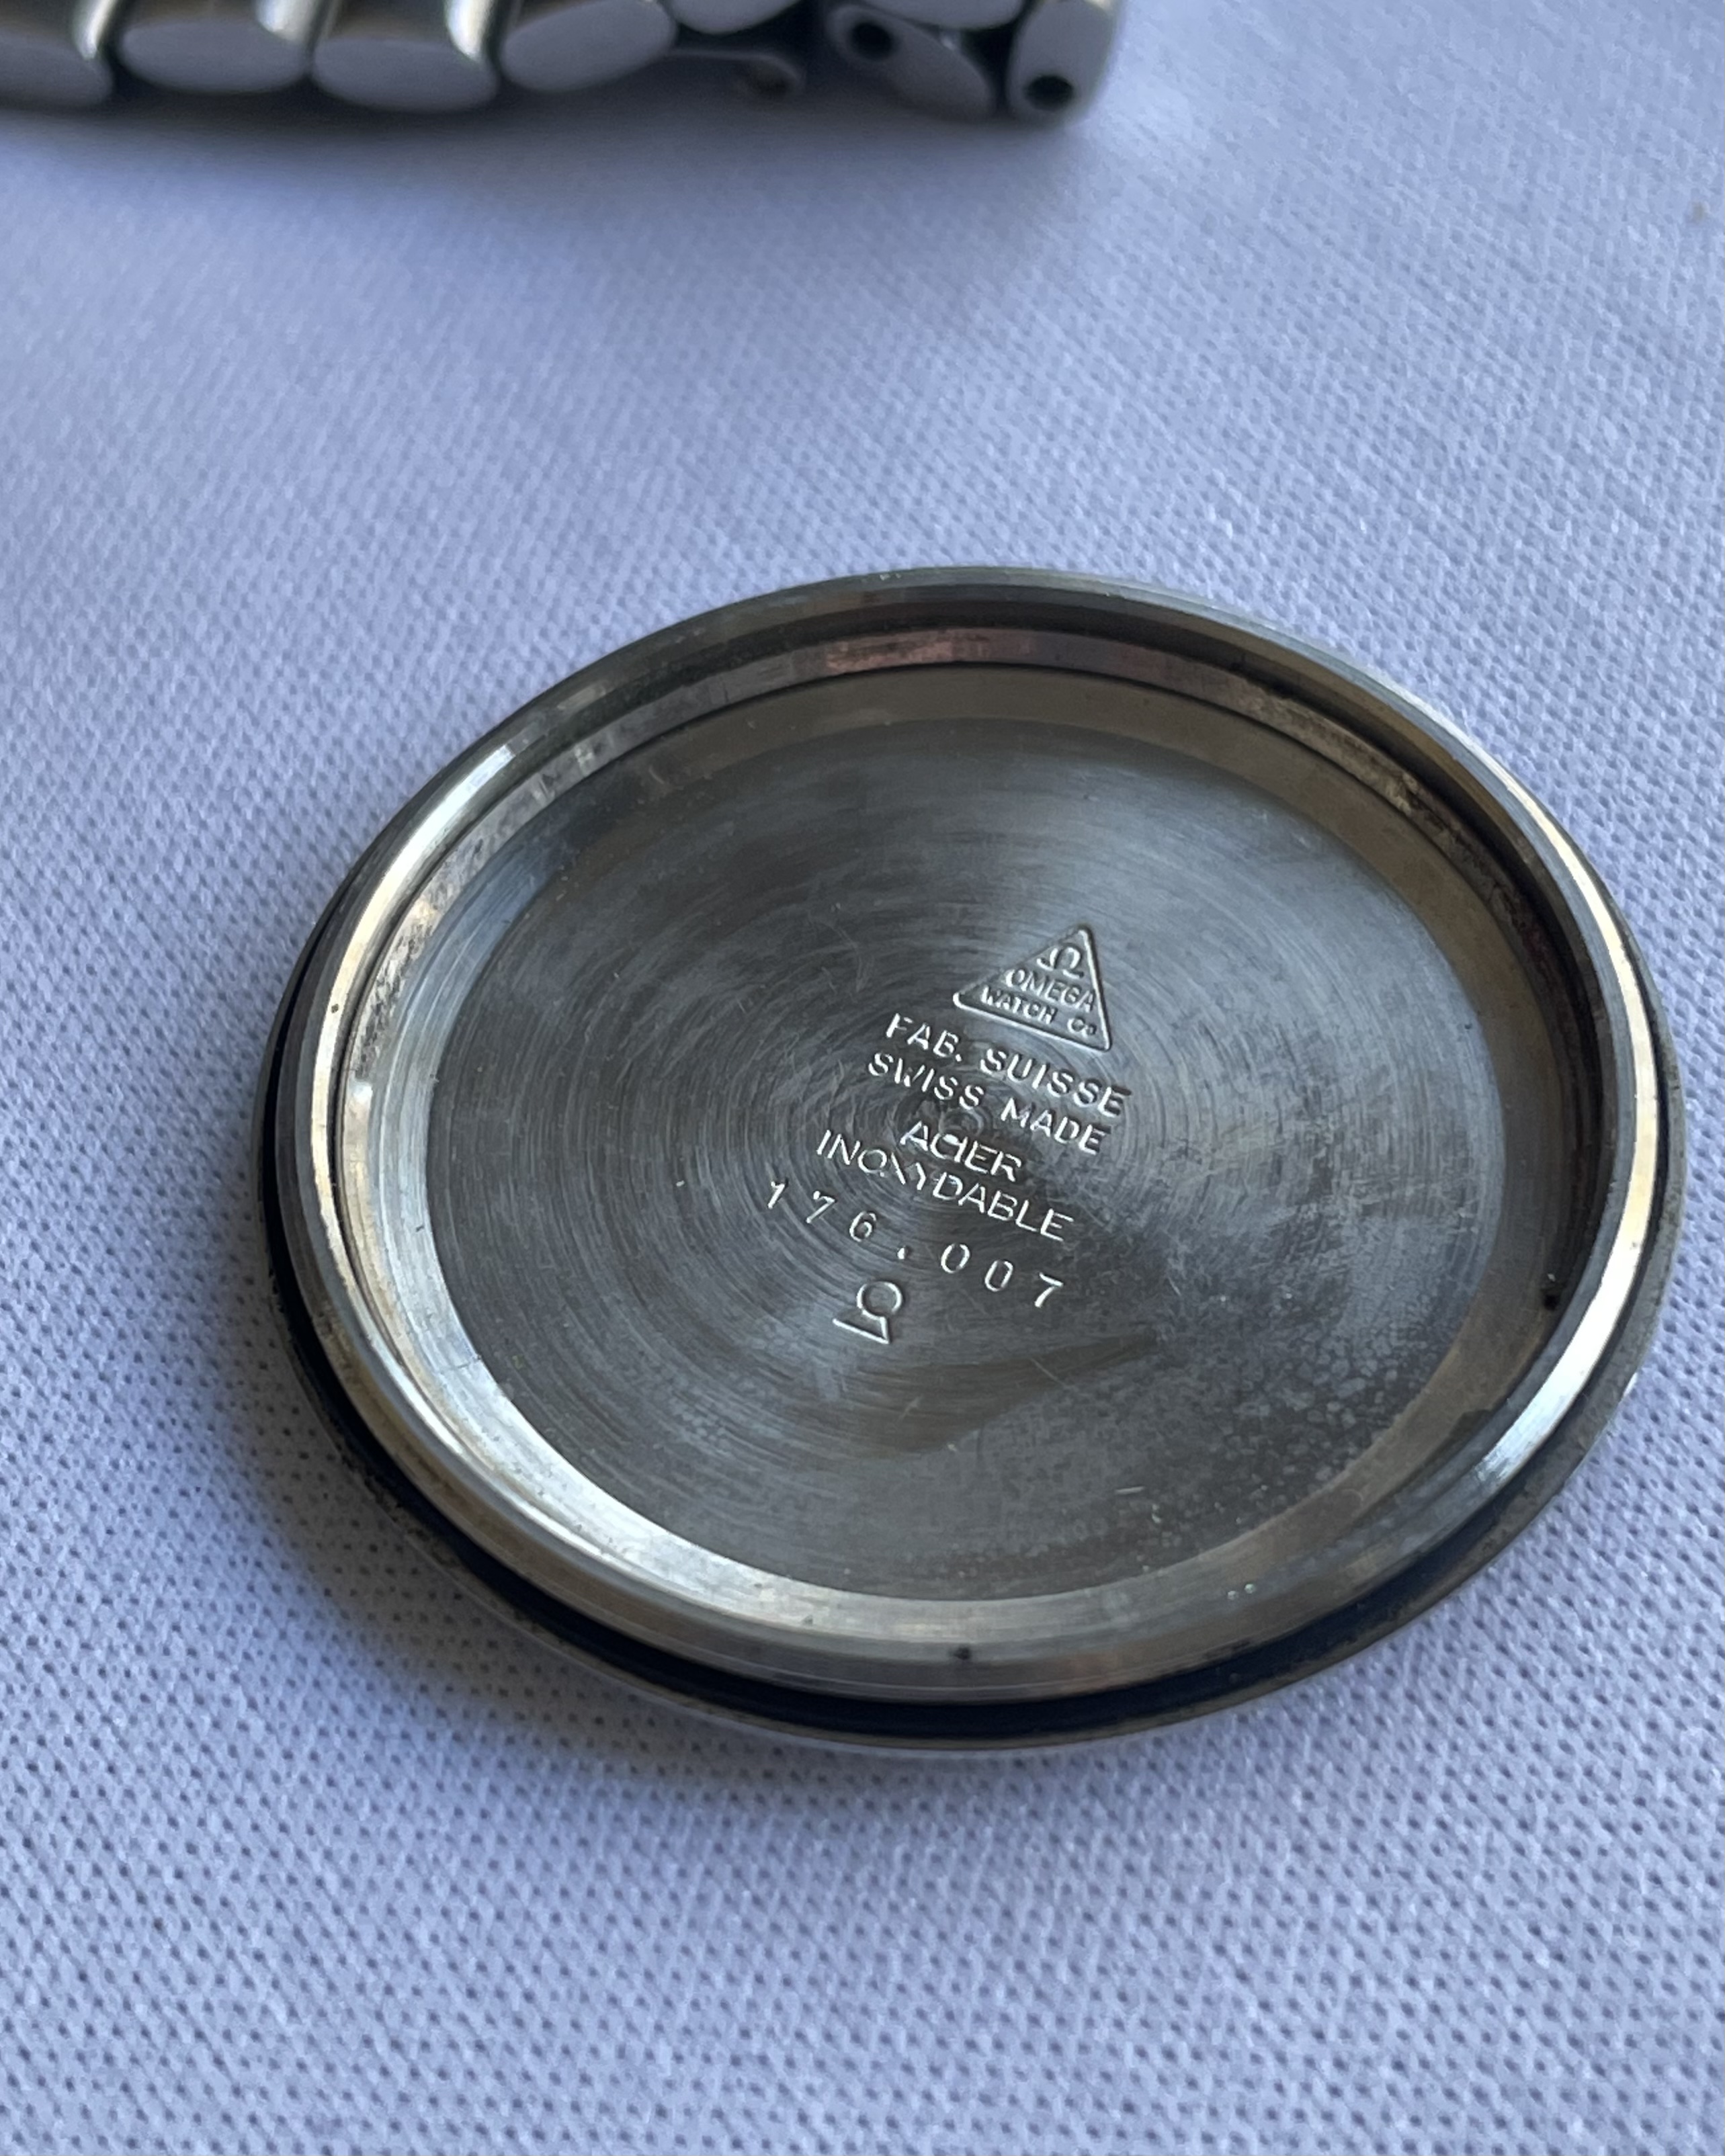 Ω
OMEGA
WATCH CO
FAB. SUISSE
SWISS MADE
ACIER
INOXYDABLE
176.007